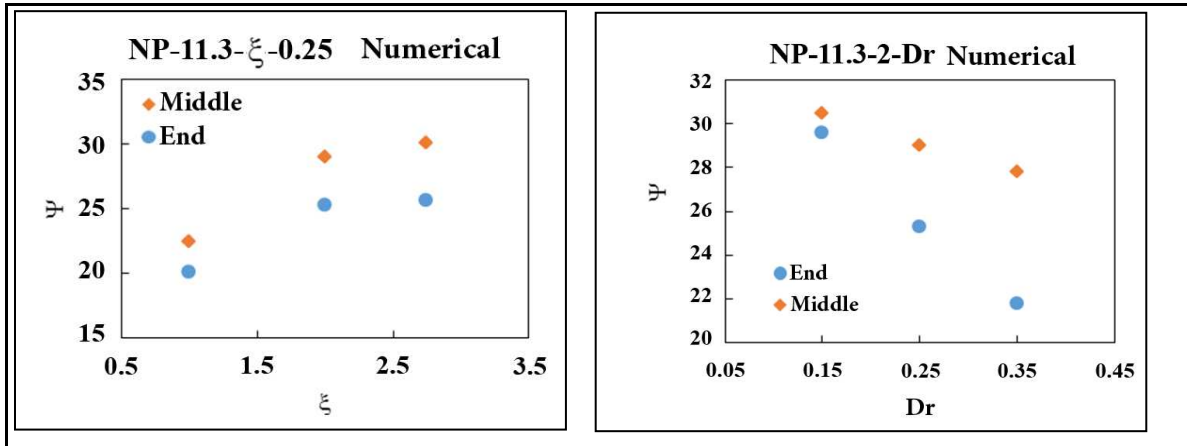 NP-11.3-ξ-0.25 Numerical
35
30
25
20
15
Ψ
Middle
End
0.5 1.5 2.5 3.5
ξ
NP-11.3-2-Dr Numerical
32
30
28
26
24
22
20
Ψ
End
Middle
0.05 0.15 0.25 0.35 0.45
Dr